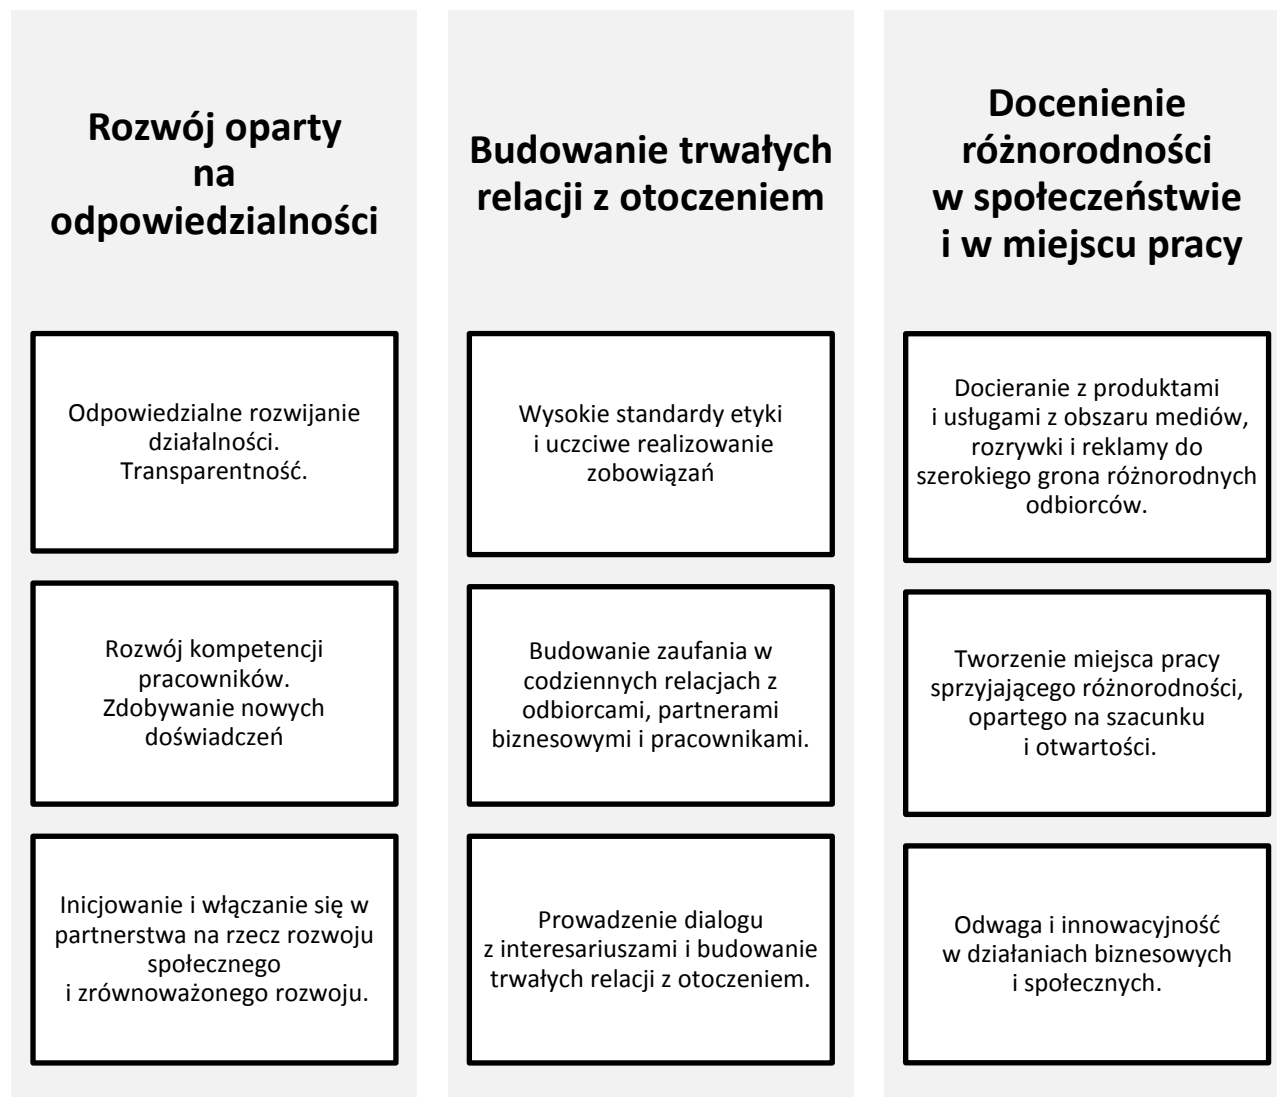 Rozwój oparty
na
odpowiedzialności
Odpowiedzialne rozwijanie
działalności.
Transparentność.
Rozwój kompetencji
pracowników.
Zdobywanie nowych
doświadczeń
Inicjowanie i włączanie się w
partnerstwa na rzecz rozwoju
społecznego
i zrównoważonego rozwoju.
Budowanie trwałych
relacji z otoczeniem
Wysokie standardy etyki
i uczciwe realizowanie
zobowiązań
Budowanie zaufania w
codziennych relacjach z
odbiorcami, partnerami
biznesowymi i pracownikami.
Prowadzenie dialogu
z interesariuszami i budowanie
trwałych relacji z otoczeniem.
Docenienie
różnorodności
w społeczeństwie
i w miejscu pracy
Docieranie z produktami
i usługami z obszaru mediów,
rozrywki i reklamy do
szerokiego grona różnorodnych
odbiorców.
Tworzenie miejsca pracy
sprzyjającego różnorodności,
opartego na szacunku
i otwartości.
Odwaga i innowacyjność
w działaniach biznesowych
i społecznych.